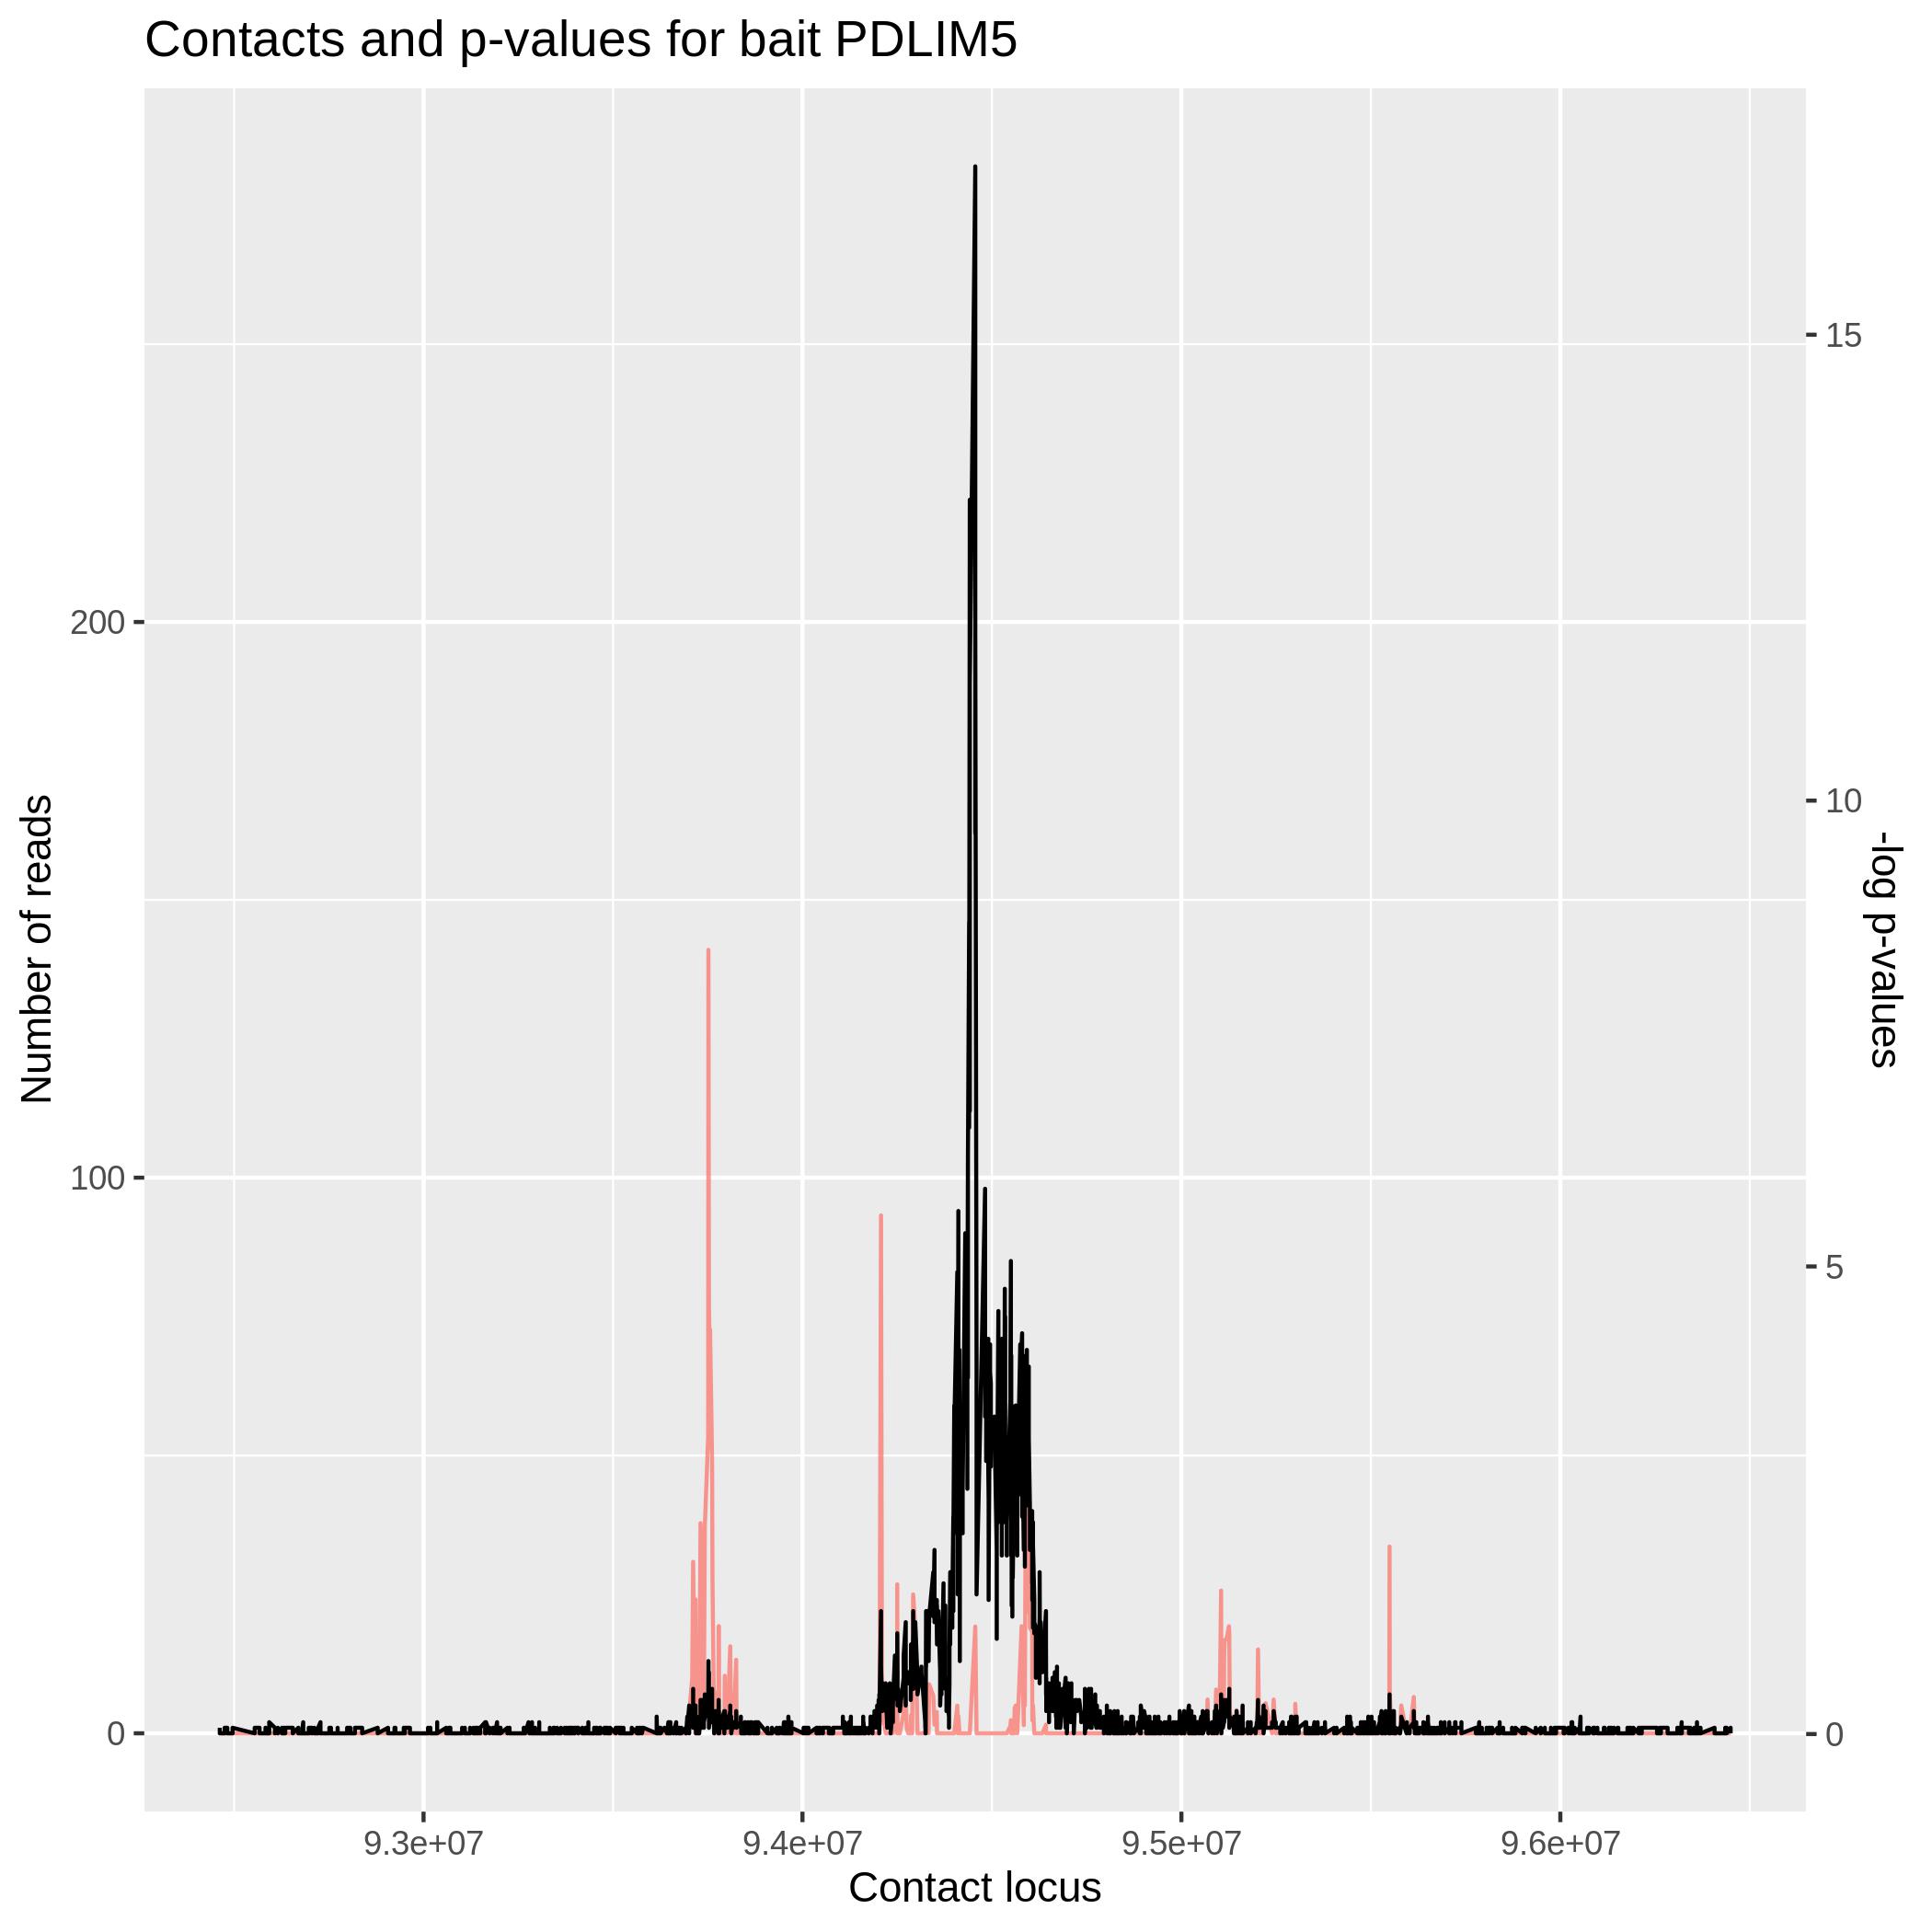 Contacts and p-values for bait PDLIM5
Number of reads
200
100
0
15
10
5
0
-log p-values
9.3e+07
9.4e+07
9.5e+07
9.6e+07
Contact locus